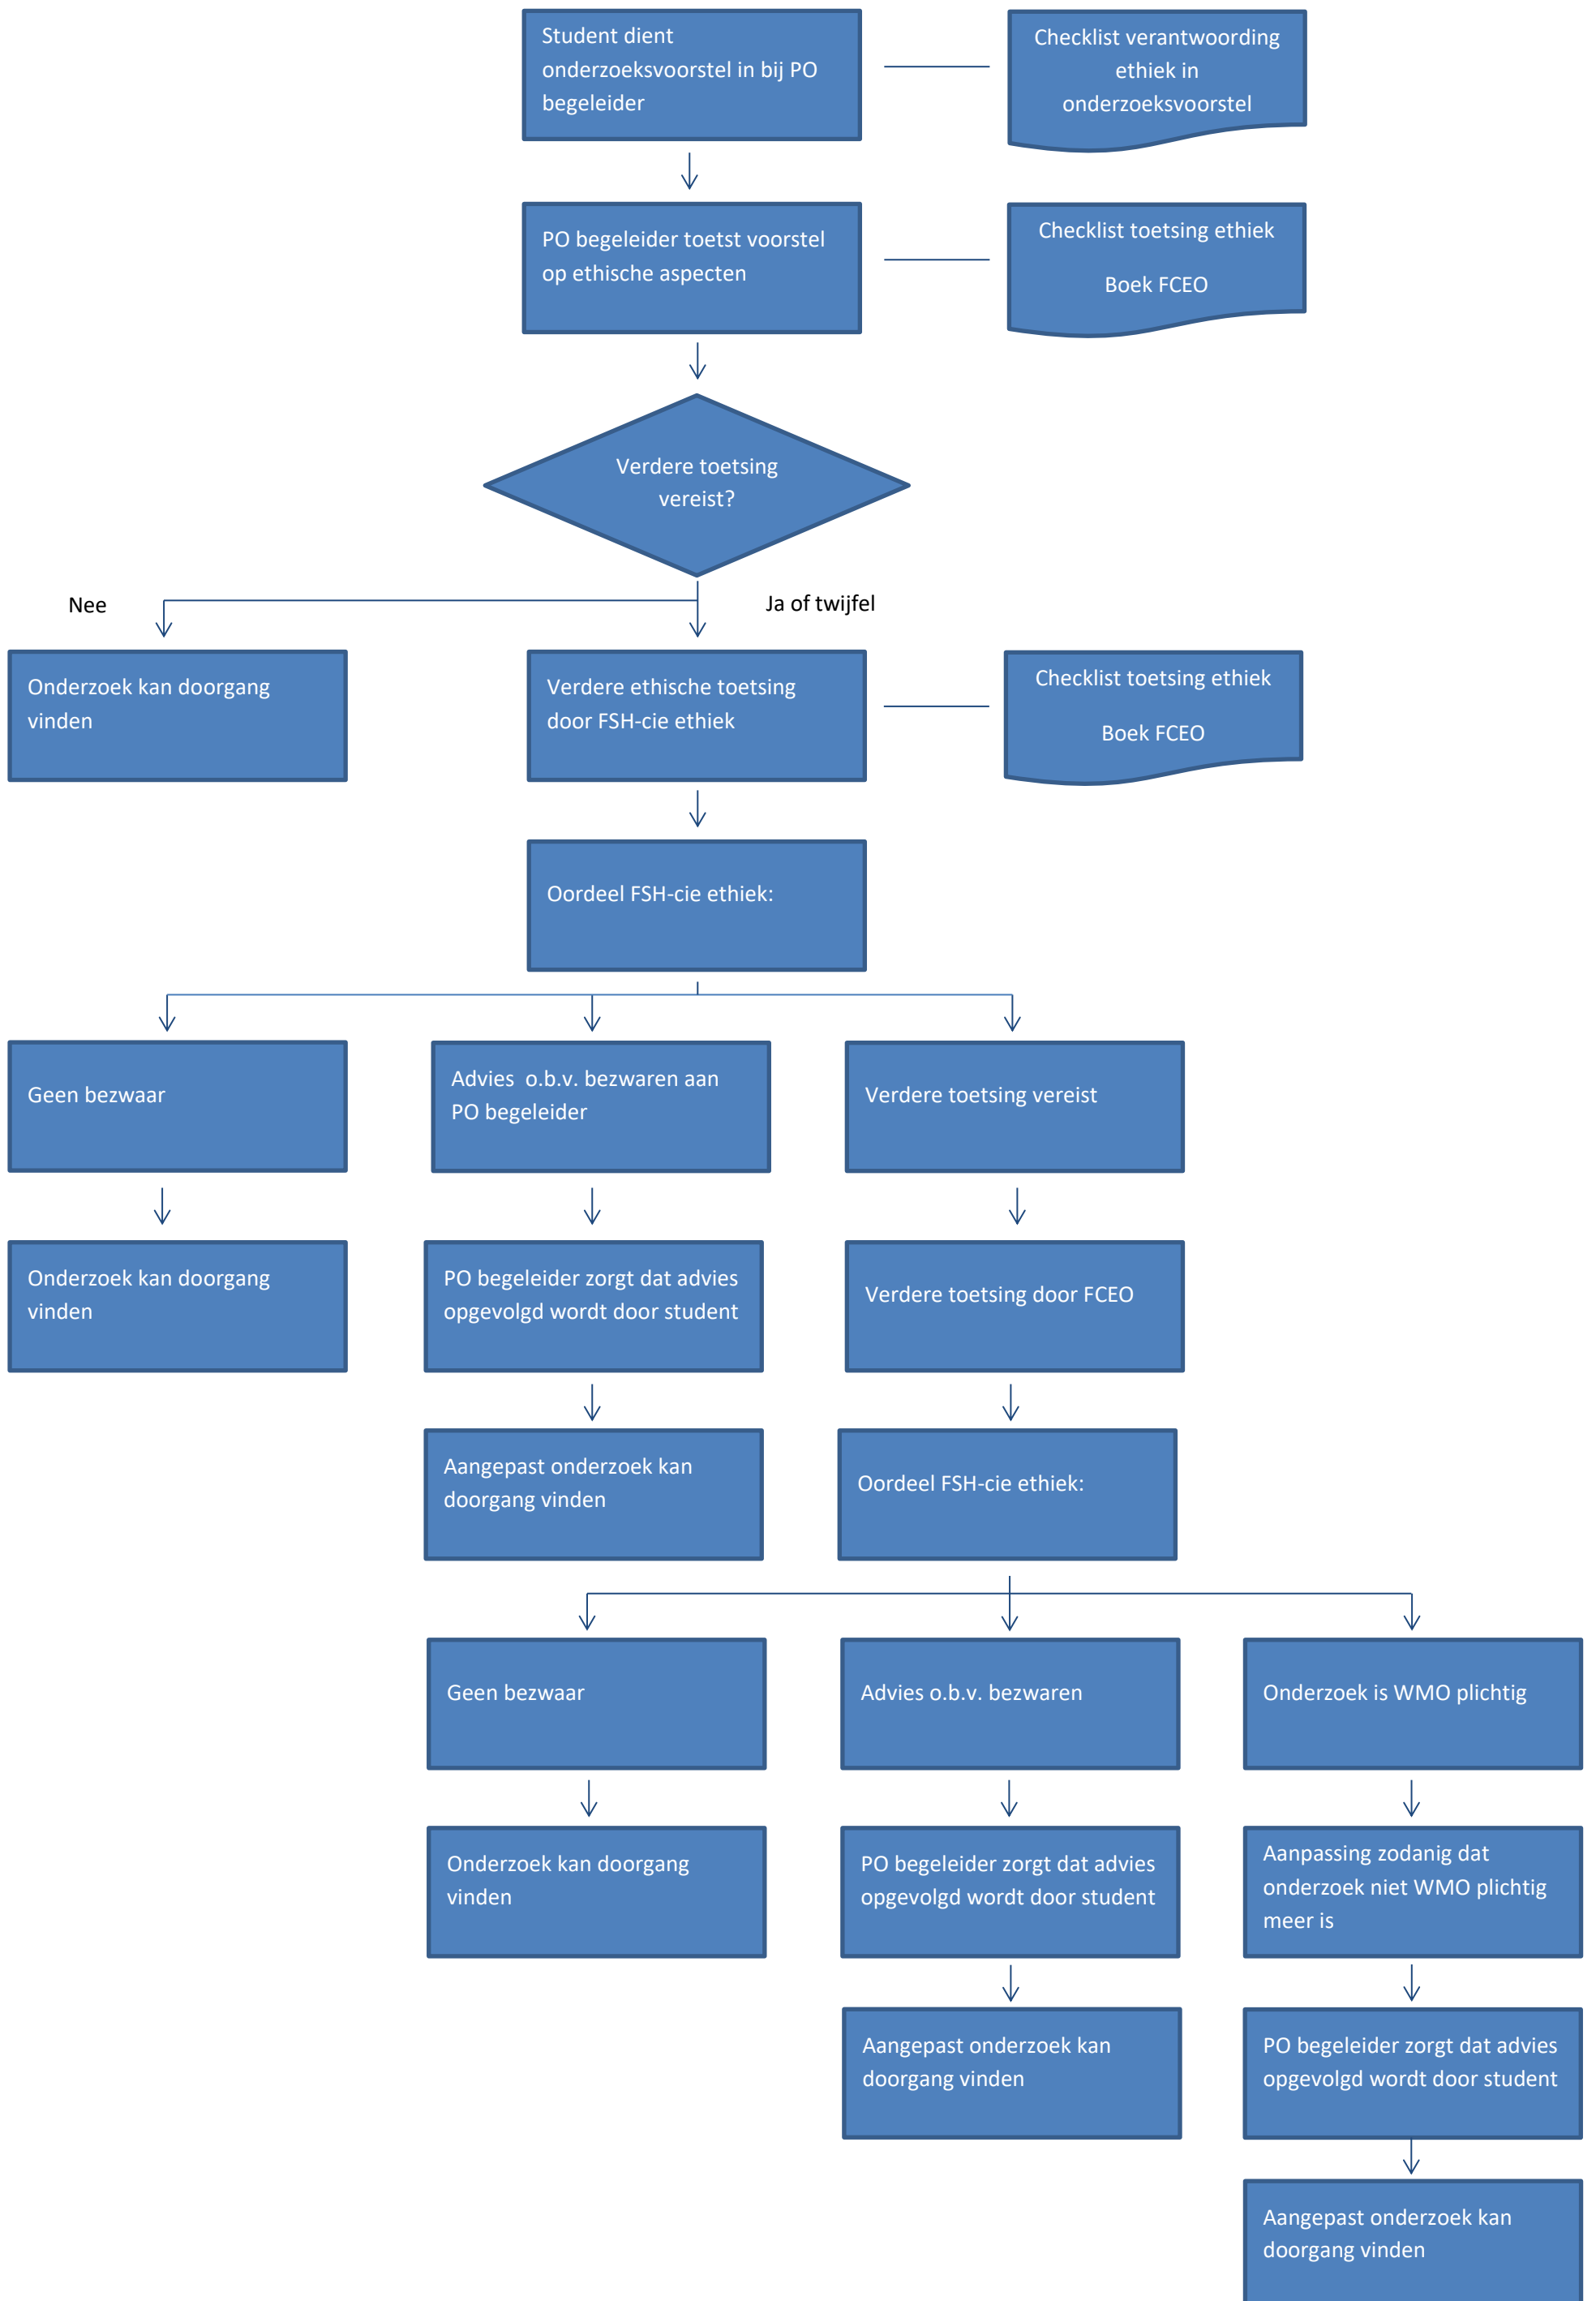 Student dient
onderzoeksvoorstel in bij PO
begeleider
Checklist verantwoording
ethiek in
onderzoeksvoorstel
PO begeleider toetst voorstel
op ethische aspecten
Checklist toetsing ethiek
Boek FCEO
Verdere toetsing
vereist?
Nee
Ja of twijfel
Onderzoek kan doorgang
vinden
Verdere ethische toetsing
door FSH-cie ethiek
Checklist toetsing ethiek
Boek FCEO
Oordeel FSH-cie ethiek:
Geen bezwaar
Advies  o.b.v. bezwaren aan
PO begeleider
Verdere toetsing vereist
Onderzoek kan doorgang
vinden
PO begeleider zorgt dat advies
opgevolgd wordt door student
Verdere toetsing door FCEO
Aangepast onderzoek kan
doorgang vinden
Oordeel FSH-cie ethiek:
Geen bezwaar
Advies o.b.v. bezwaren
Onderzoek is WMO plichtig
Onderzoek kan doorgang
vinden
PO begeleider zorgt dat advies
opgevolgd wordt door student
Aanpassing zodanig dat
onderzoek niet WMO plichtig
meer is
Aangepast onderzoek kan
doorgang vinden
PO begeleider zorgt dat advies
opgevolgd wordt door student
Aangepast onderzoek kan
doorgang vinden